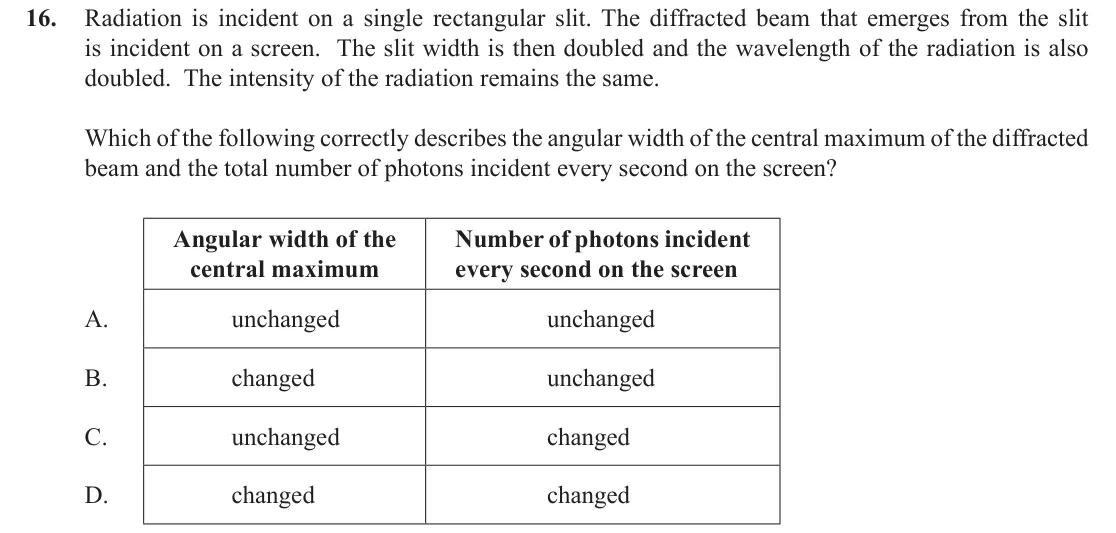 16. Radiation is incident on a single rectangular slit. The diffracted beam that emerges from the slit
is incident on a screen. The slit width is then doubled and the wavelength of the radiation is also
doubled. The intensity of the radiation remains the same.
Which of the following correctly describes the angular width of the central maximum of the diffracted
beam and the total number of photons incident every second on the screen?
Angular width of the central maximum Number of photons incident every second on the screen
A. unchanged unchanged
B. changed unchanged
C. unchanged changed
D. changed changed